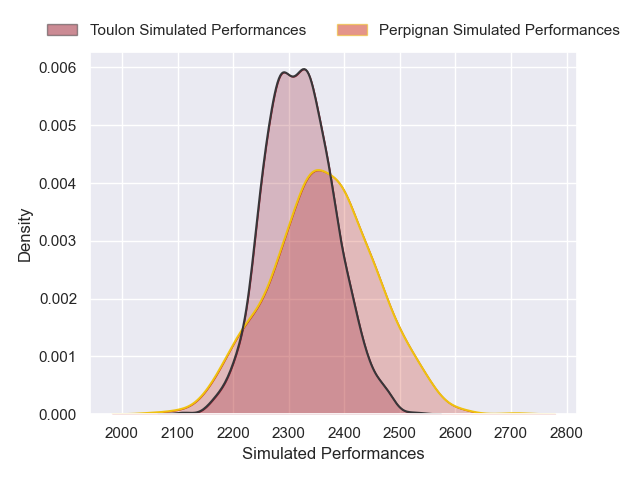 Toulon Simulated Performances
Perpignan Simulated Performances
0.006
0.005
0.004
0.003
0.002
0.001
0.000
Density
2000 2100 2200 2300 2400 2500 2600 2700 2800
Simulated Performances